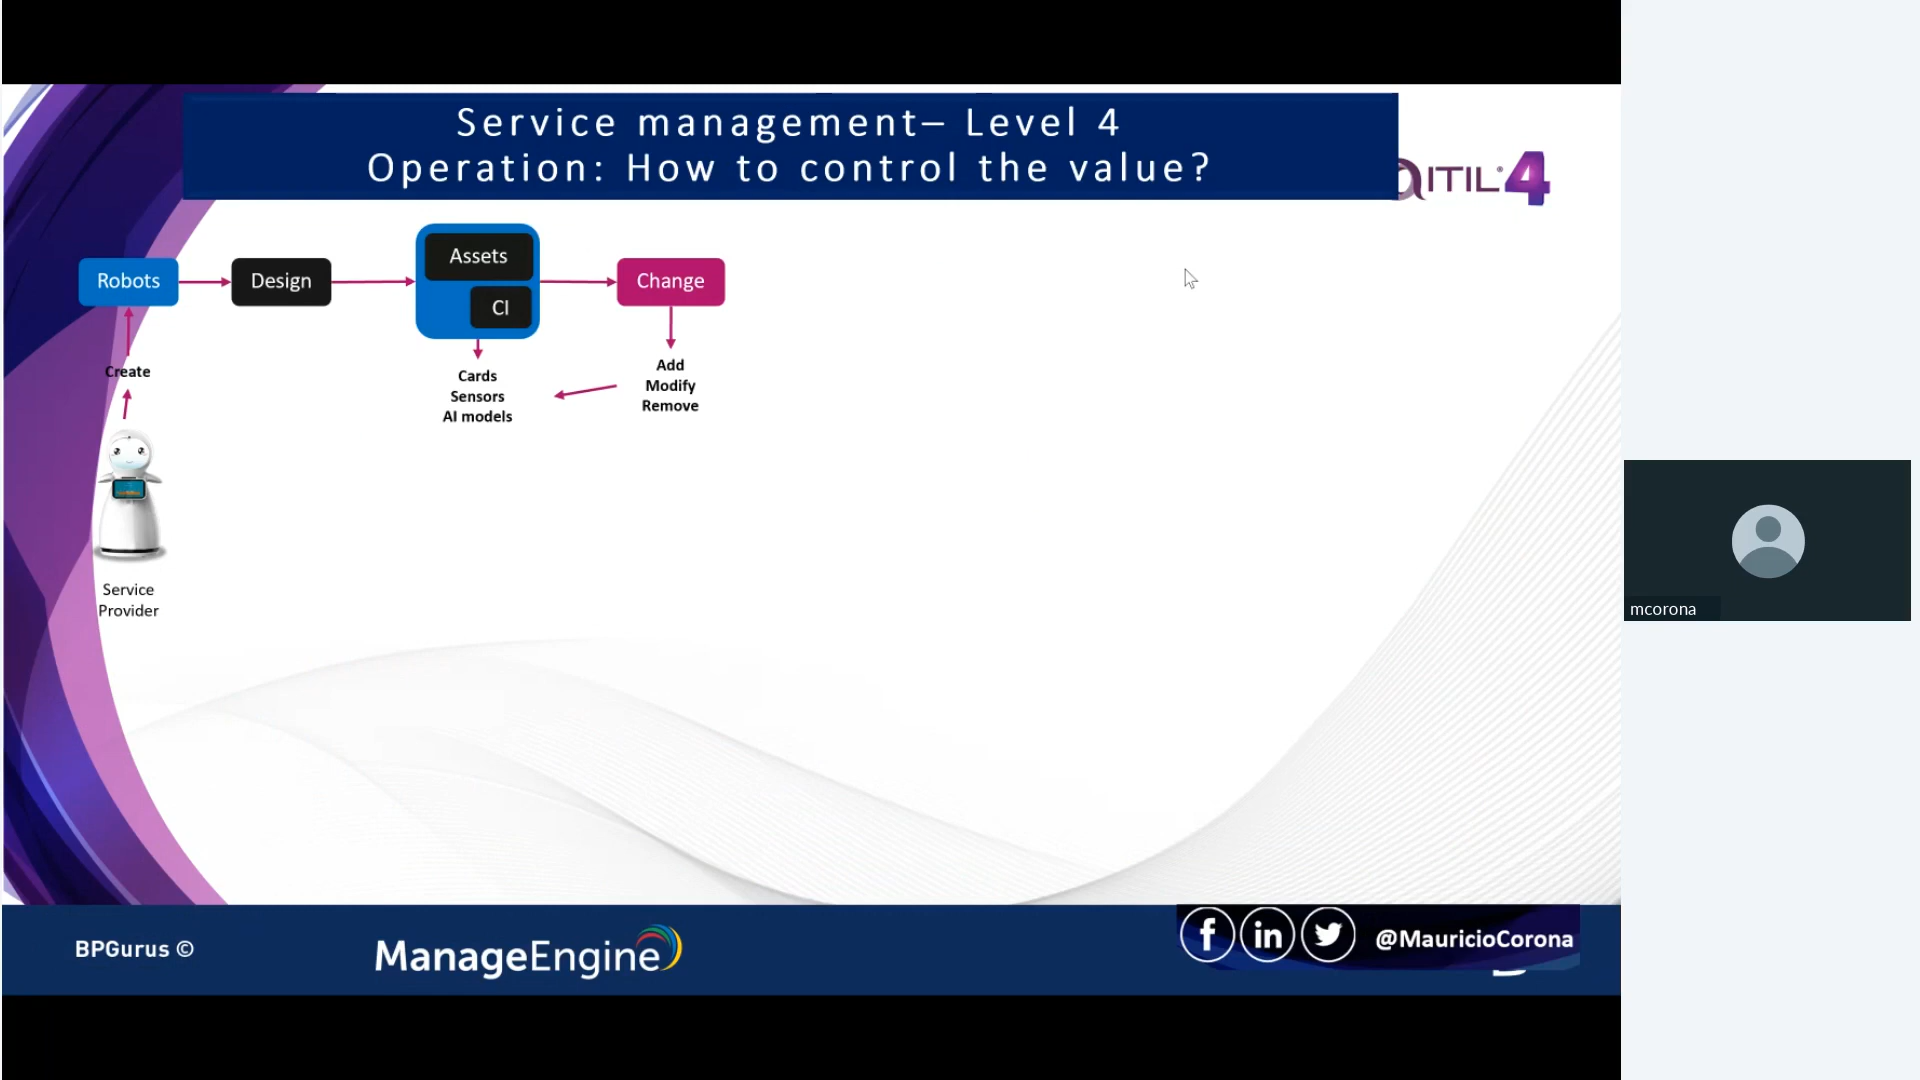 Service management– Level 4
Operation: How to control the value?
ITIL® 4
Robots
Design
Assets
CI
Change
Create
Cards
Sensors
AI models
Add
Modify
Remove
Service
Provider
mcorona
BPGurus ©
ManageEngine
@MauricioCorona